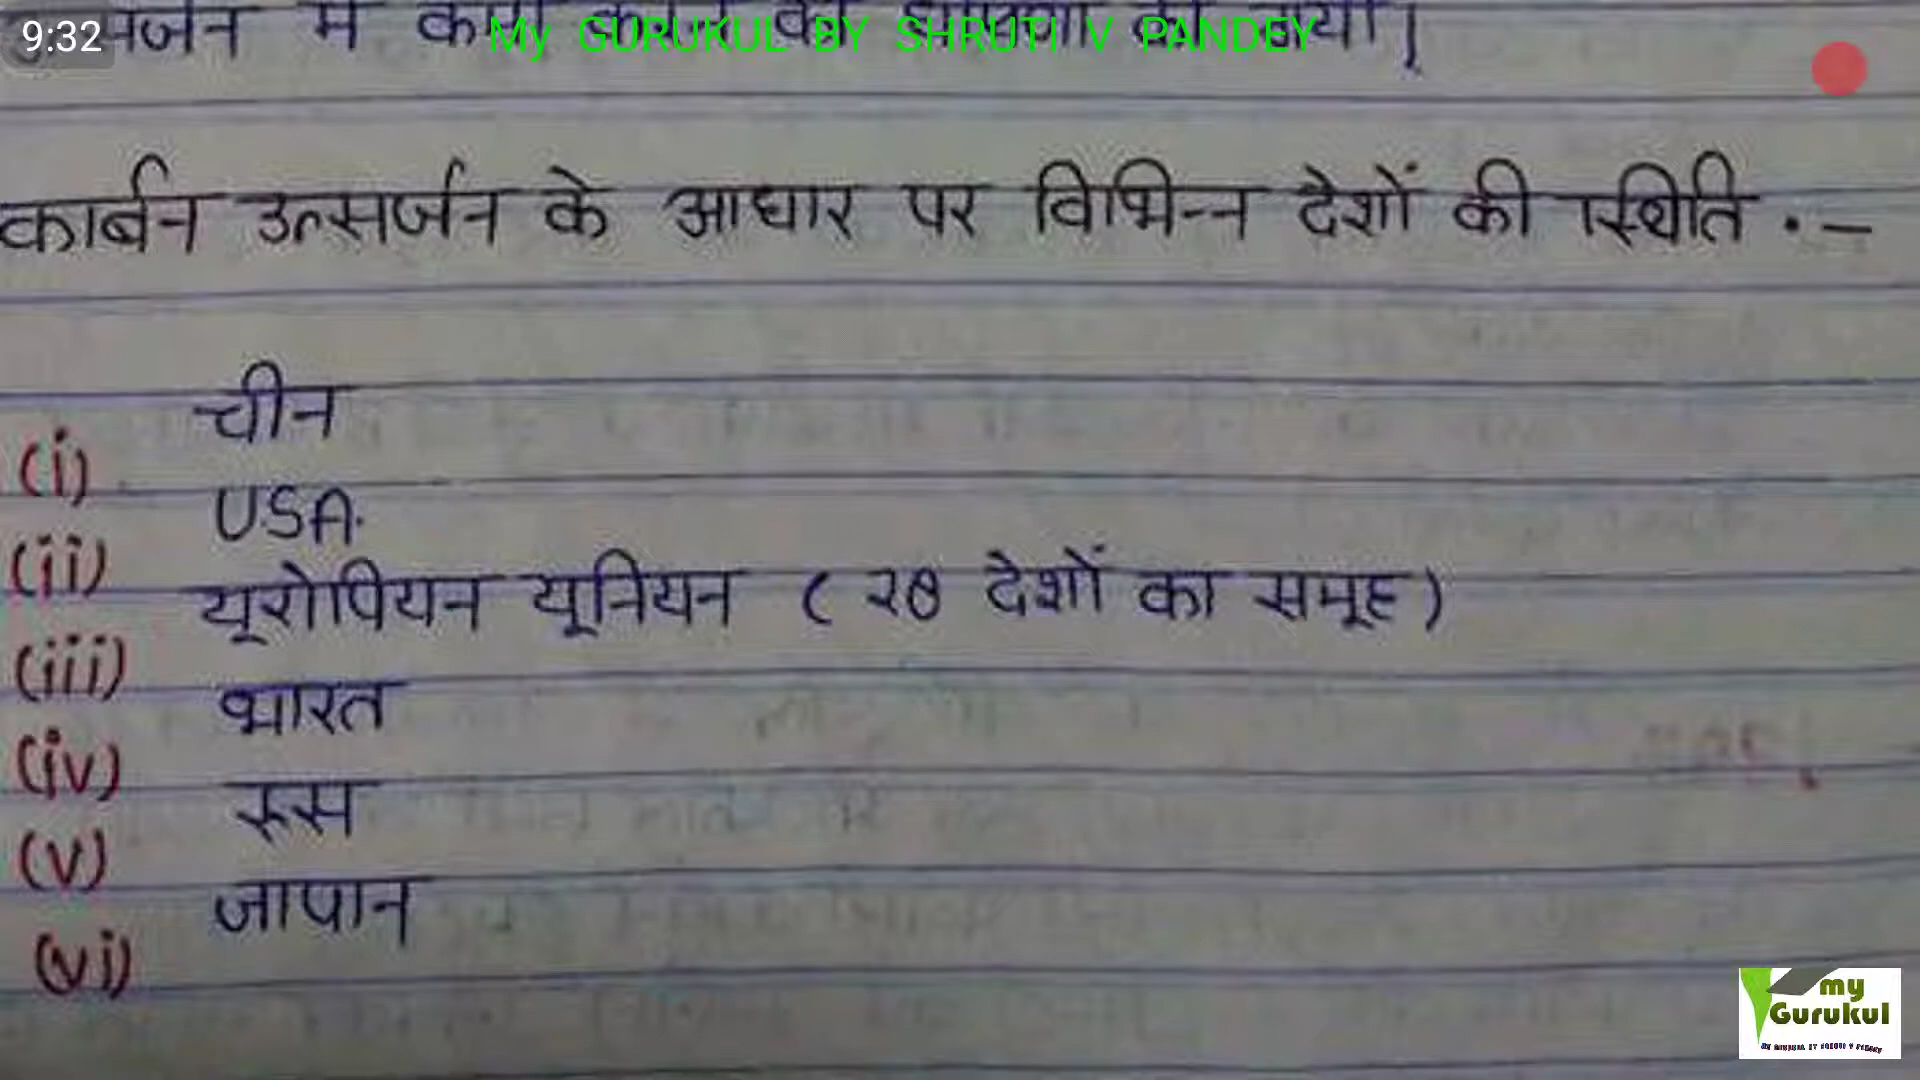 9:32
My GURUKUL BY SHRUTI V PANDEY
कार्बन उत्सर्जन के आधार पर विभिन्न देशों की स्थिति :-
(i) चीन
(ii) USA.
(iii) यूरोपियन यूनियन ( 28 देशों का समूह )
(iv) भारत
(v) रूस
(vi) जापान
my
Gurukul